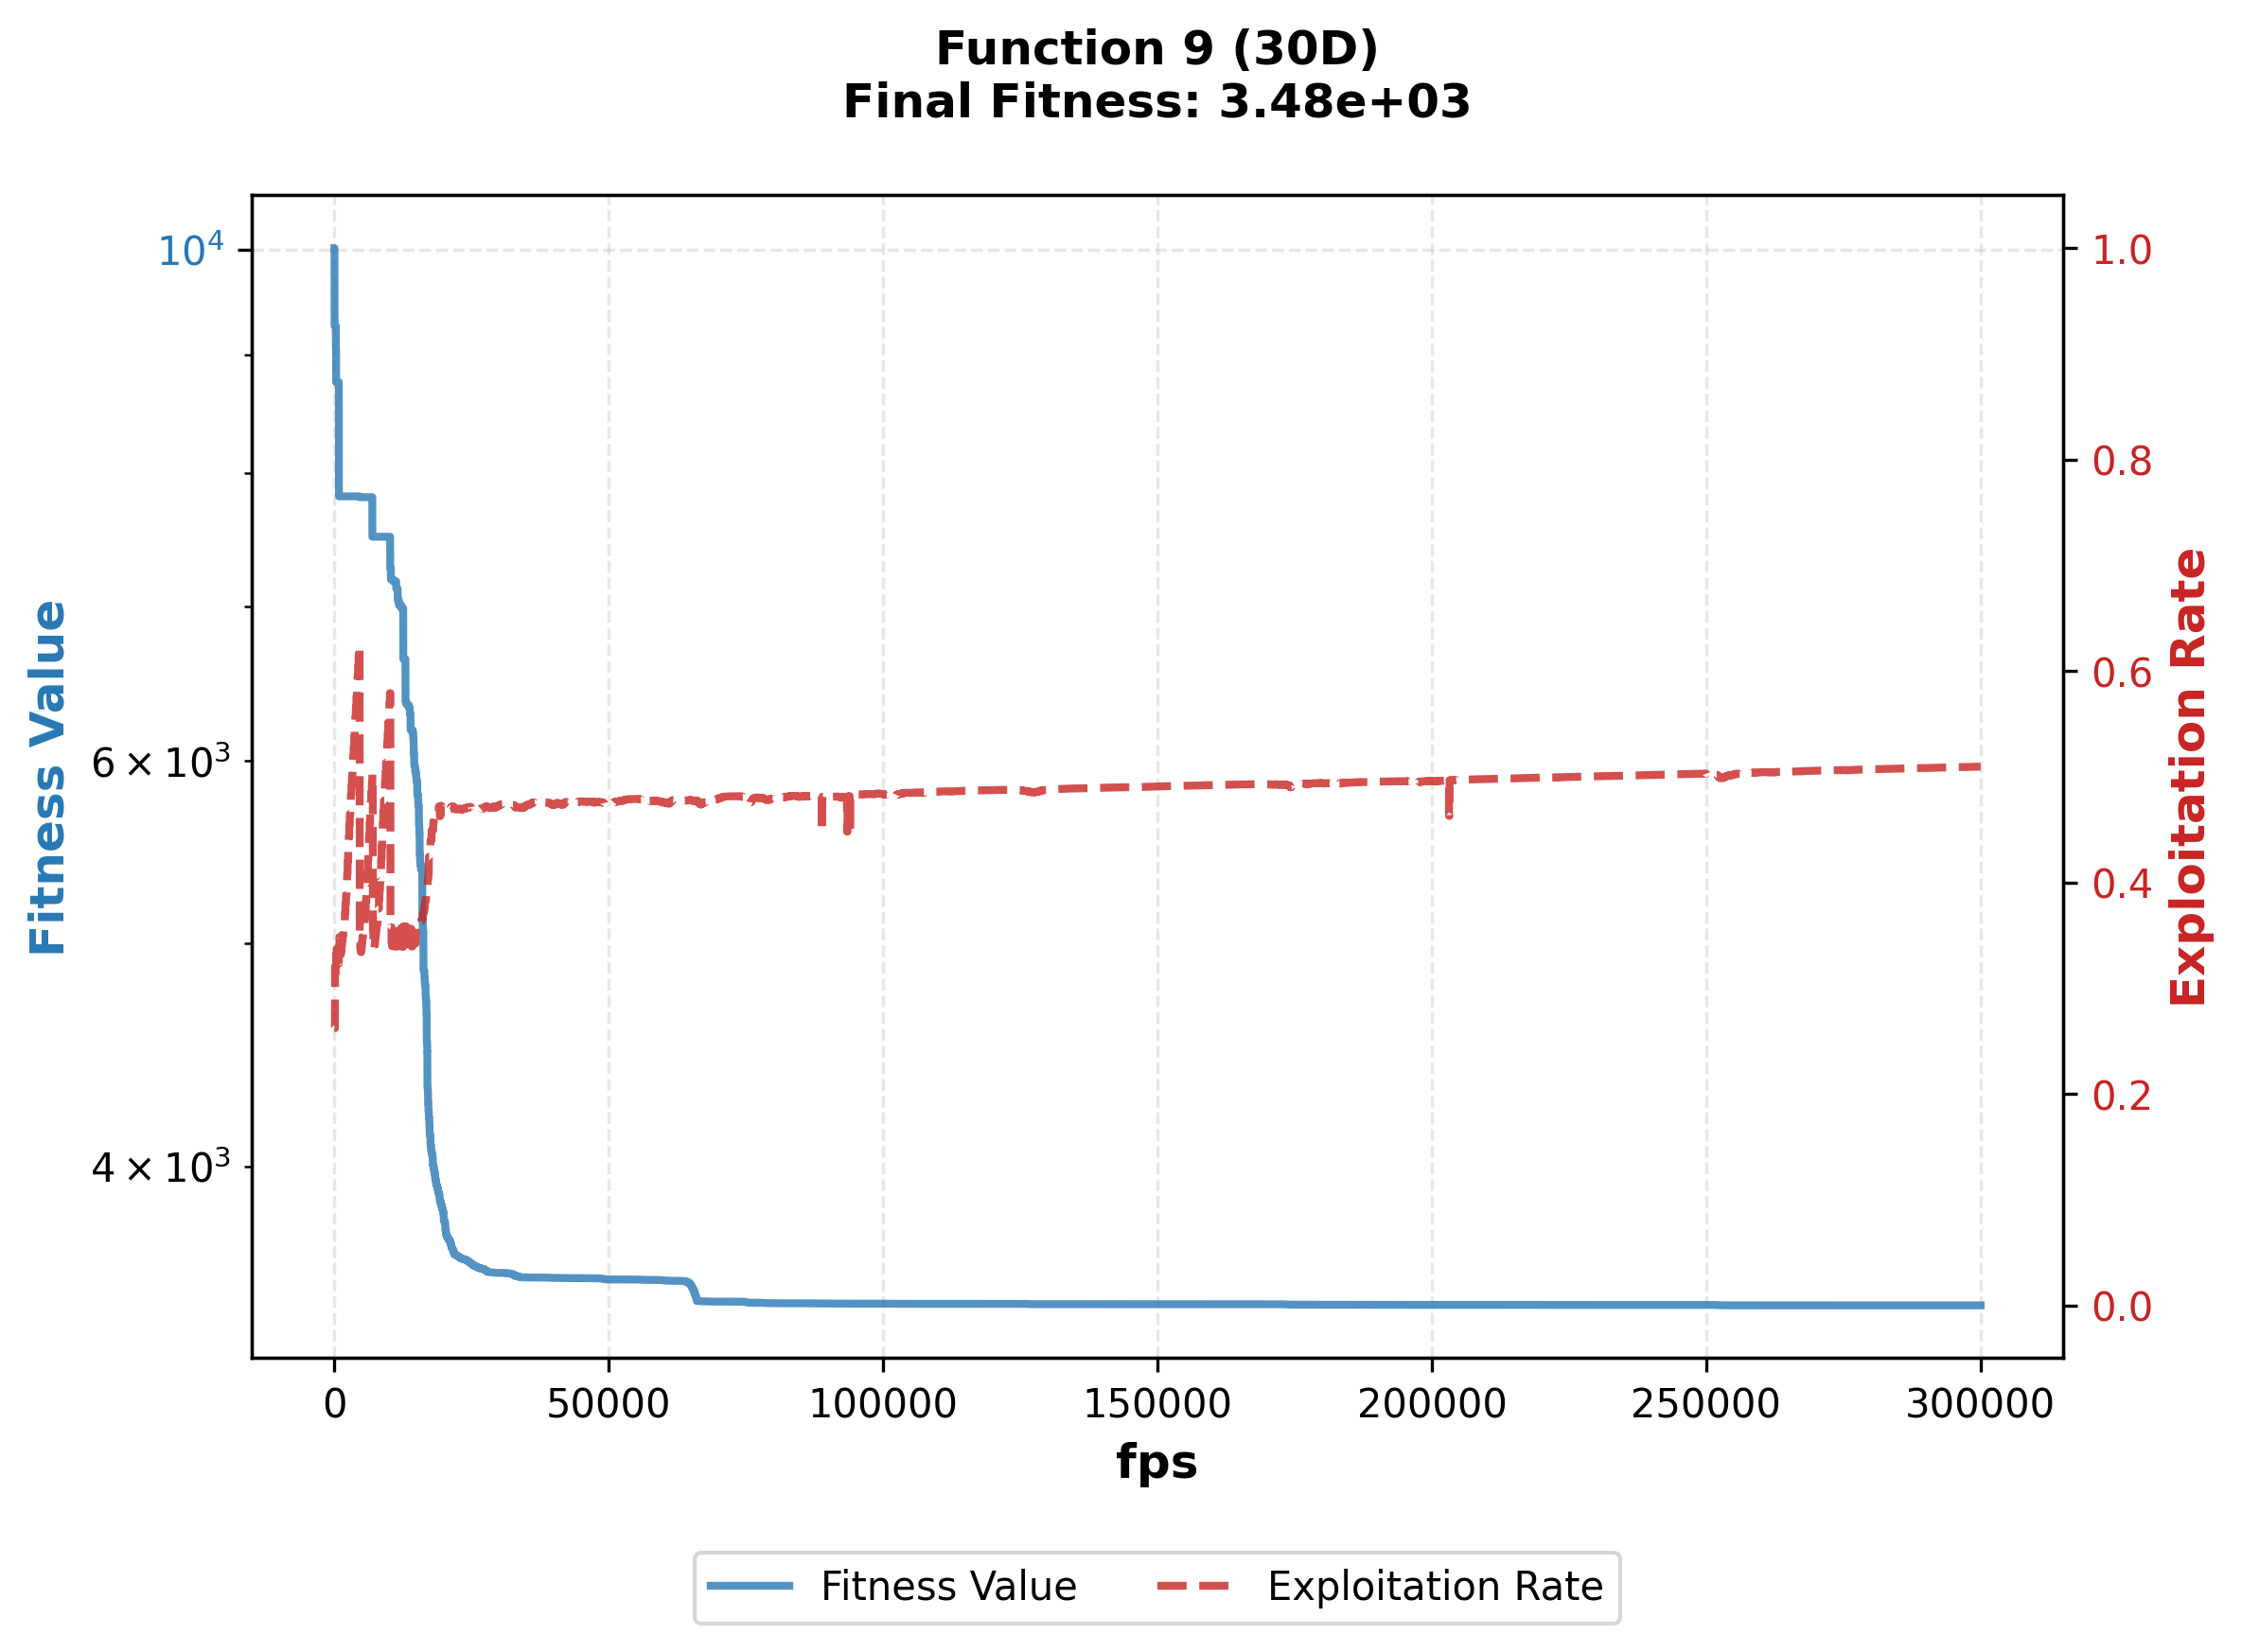 Function 9 (30D)
Final Fitness: 3.48e+03
Fitness Value
10⁴
6 × 10³
4 × 10³
1.0
0.8
0.6
0.4
0.2
0.0
Exploitation Rate
0 50000 100000 150000 200000 250000 300000
fps
Fitness Value Exploitation Rate